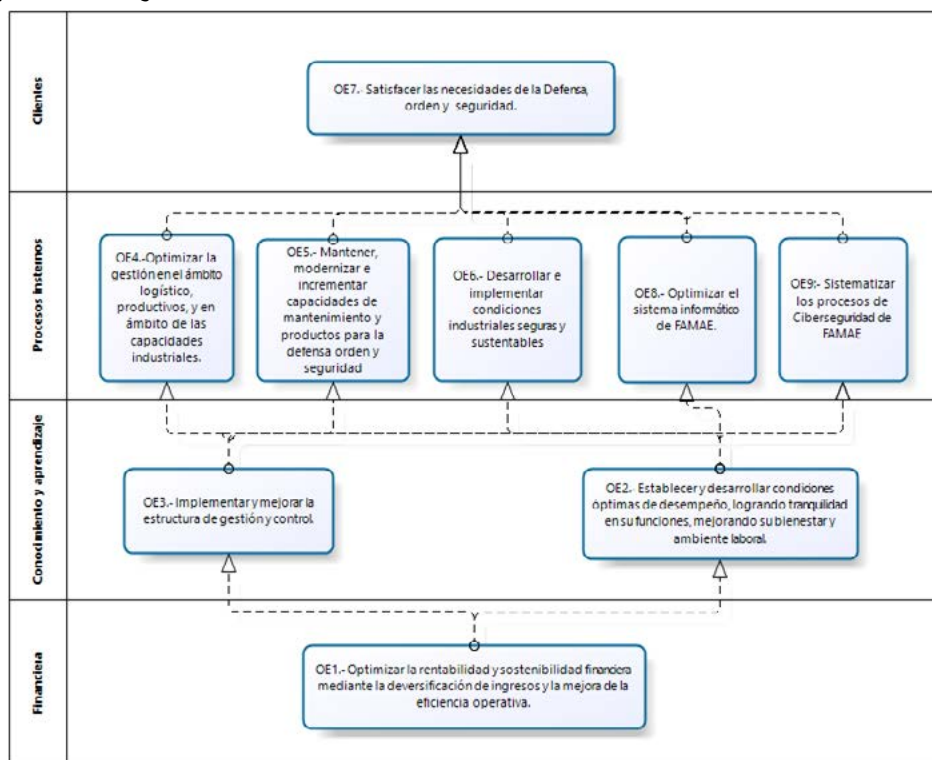 Clientes
OE7.- Satisfacer las necesidades de la Defensa,
orden y seguridad.
Procesos Insternos
OE4.-Optimizar la
gestión en el ámbito
logístico,
productivos, y en
ámbito de las
capacidades
industriales.
OE5.- Mantener,
modernizar e
incrementar
capacidades de
mantenimiento y
productos para la
defensa orden y
seguridad
OE6.- Desarrollar e
implementar
condiciones
industriales seguras y
sustentables
OE8.- Optimizar el
sistema informático
de FAMAE.
OE9:- Sistematizar
los procesos de
Ciberseguridad de
FAMAE
Conocimiento y aprendizaje
OE3.- Implementar y mejorar la
estructura de gestión y control.
OE2.- Establecer y desarrollar condiciones
óptimas de desempeño, logrando tranquilidad
en su funciones, mejorando su bienestar y
ambiente laboral.
Financiera
OE1.- Optimizar la rentabilidad y sostenibilidad financiera
mediante la deversificación de ingresos y la mejora de la
eficiencia operativa.